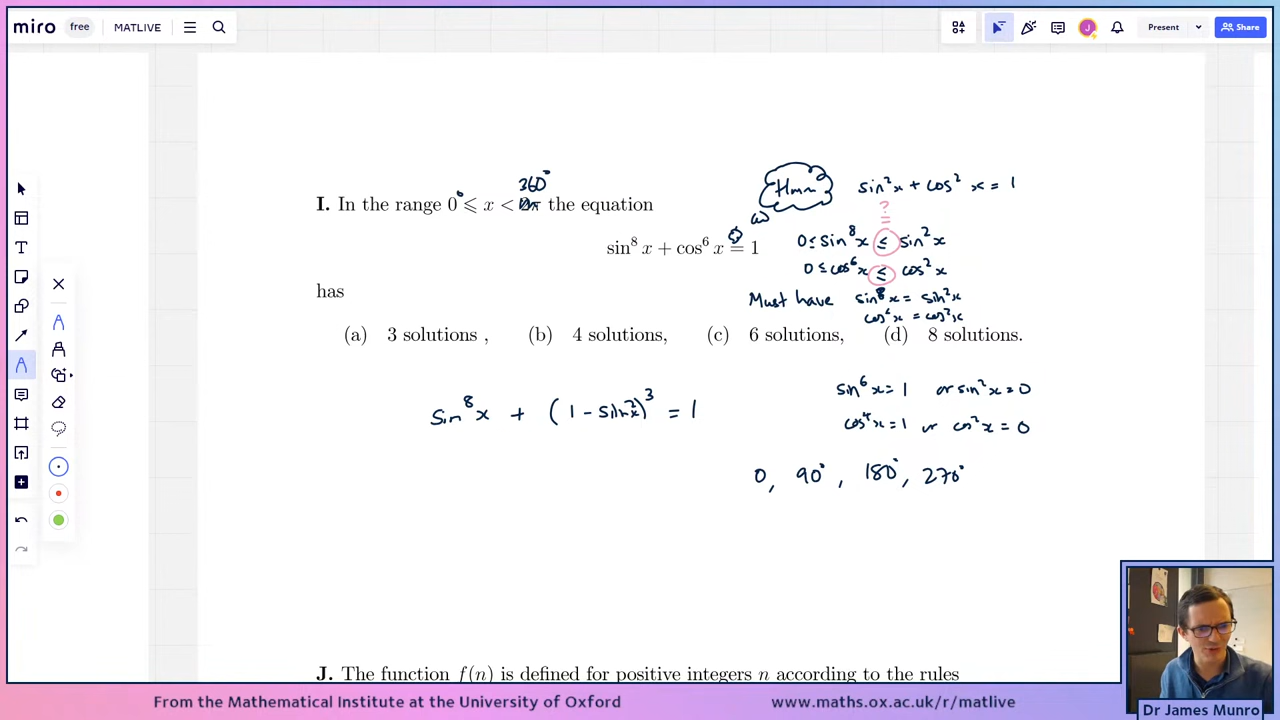 miro free MATLIVE Present Share
J
Hmm sin²x + cos² x = 1
360°
I. In the range 0° ⩽ x < 2π the equation
?
=
sin⁸ x + cos⁶ x = 1
0 ≤ sin⁸x ≤ sin²x
0 ≤ cos⁶x ≤ cos²x
has
Must have sin⁸x = sin²x
cos⁶x = cos²x
(a) 3 solutions , (b) 4 solutions, (c) 6 solutions, (d) 8 solutions.
sin⁶x = 1 or sin²x = 0
sin⁸x + (1 - sin²x)³ = 1
cos⁴x = 1 or cos²x = 0
0, 90°, 180°, 270°
J. The function f(n) is defined for positive integers n according to the rules
From the Mathematical Institute at the University of Oxford www.maths.ox.ac.uk/r/matlive
Dr James Munro